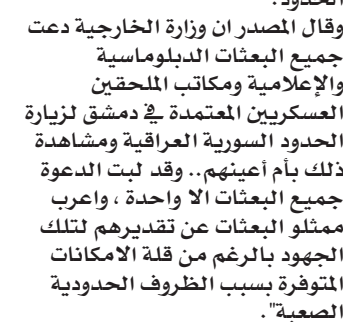 الحدود.
وقال المصدر ان وزارة الخارجية دعت
جميع البعثات الدبلوماسية
والإعلامية ومكاتب الملحقين
العسكريين المعتمدة في دمشق لزيارة
الحدود السورية العراقية ومشاهدة
ذلك بأم أعينهم.. وقد لبت الدعوة
جميع البعثات الا واحدة ، واعرب
ممثلو البعثات عن تقديرهم لتلك
الجهود بالرغم من قلة الامكانات
المتوفرة بسبب الظروف الحدودية
الصعبة".